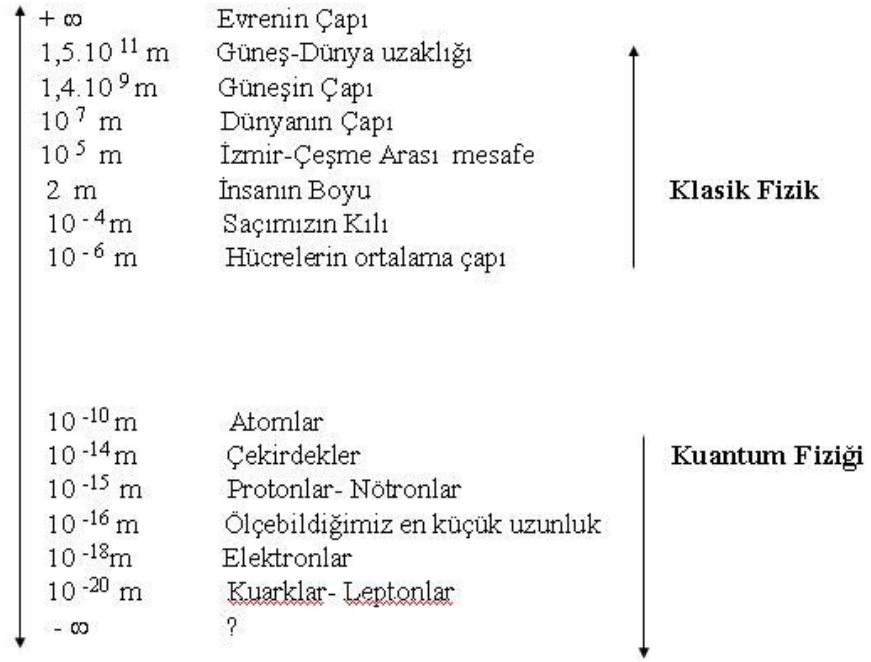 + ∞ Evrenin Çapı
1,5.10 11 m Güneş-Dünya uzaklığı
1,4.10 9 m Güneşin Çapı
10 7 m Dünyanın Çapı
10 5 m İzmir-Çeşme Arası mesafe
2 m İnsanın Boyu Klasik Fizik
10 - 4 m Saçımızın Kılı
10 - 6 m Hücrelerin ortalama çapı
10 -10 m Atomlar
10 -14 m Çekirdekler Kuantum Fiziği
10 -15 m Protonlar- Nötronlar
10 -16 m Ölçebildiğimiz en küçük uzunluk
10 -18m Elektronlar
10 -20 m Kuarklar- Leptonlar
- ∞ ?